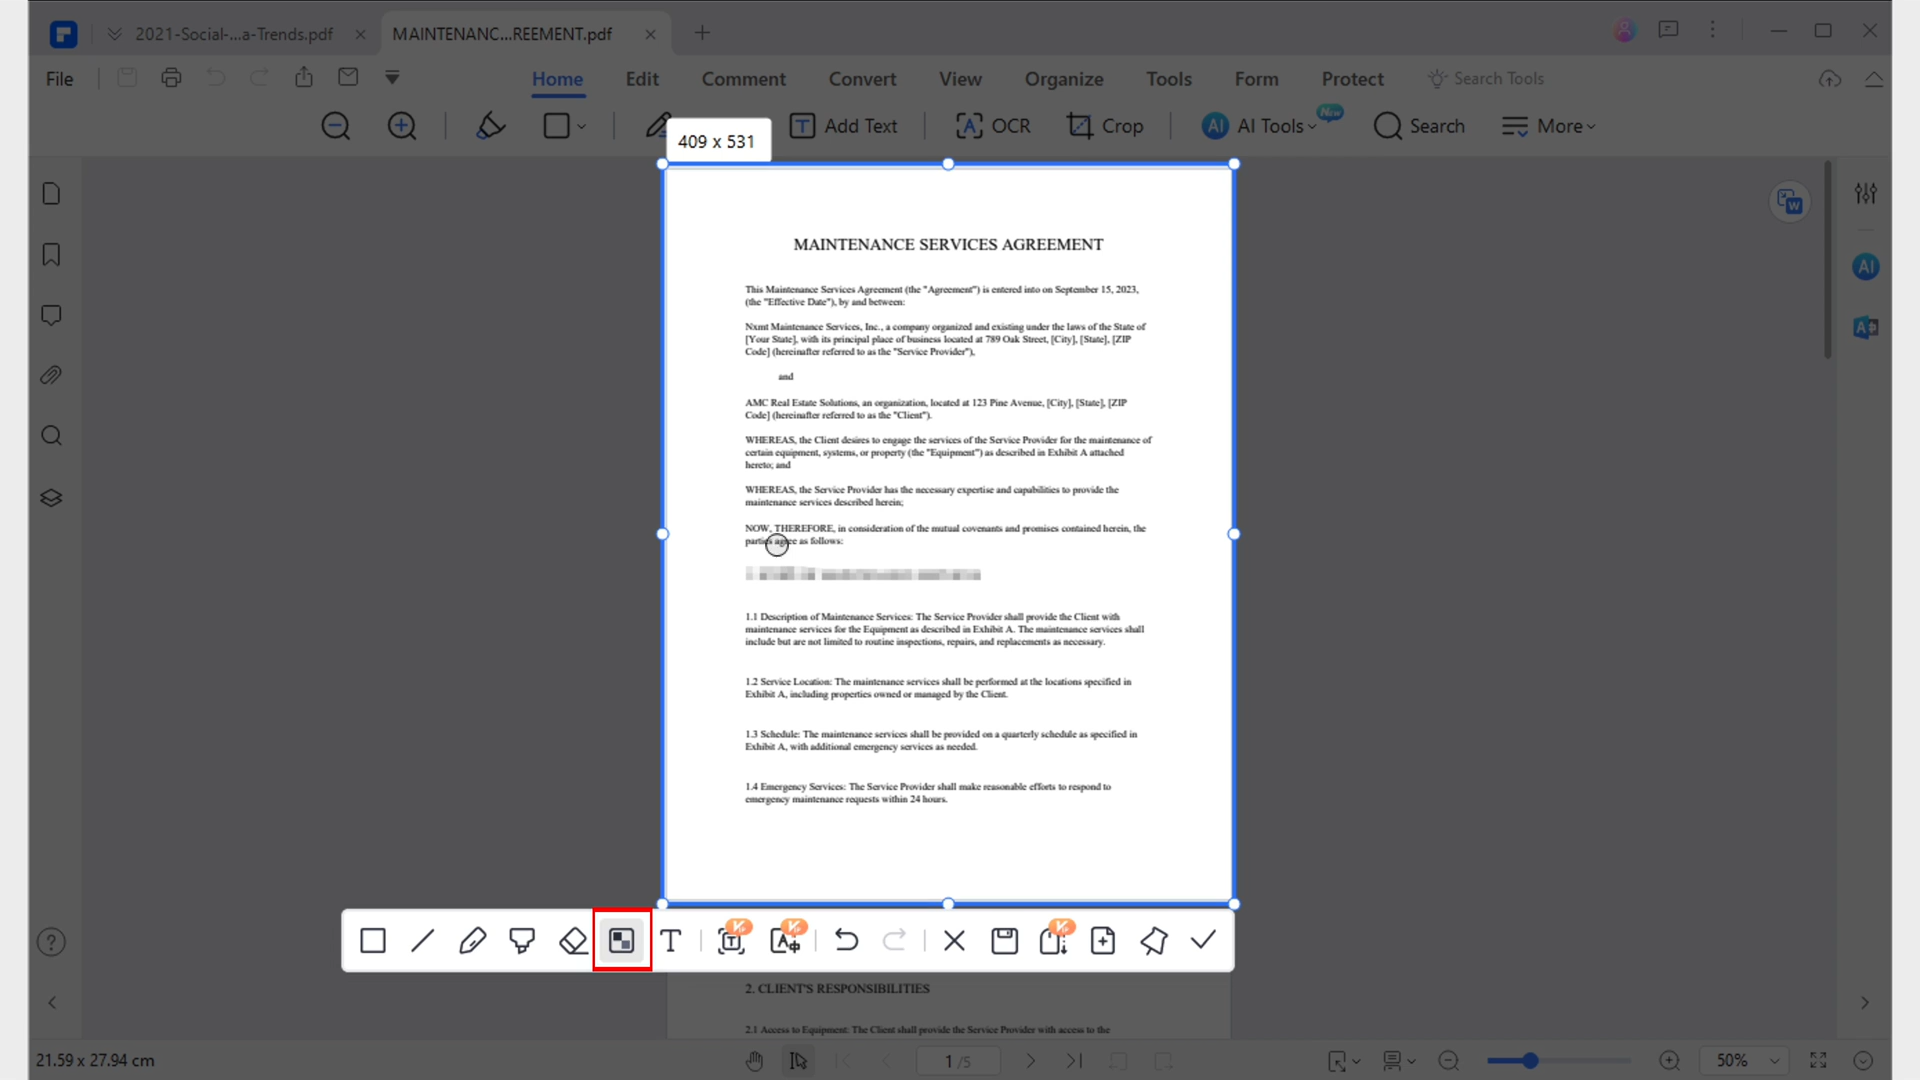 2021-Social-...a-Trends.pdf
MAINTENANC...REEMENT.pdf
File
Home
Edit
Comment
Convert
View
Organize
Tools
Form
Protect
Search Tools
Add Text
OCR
Crop
AI
AI Tools
New
Search
More
409 x 531
W
MAINTENANCE SERVICES AGREEMENT
This Maintenance Services Agreement (the "Agreement") is entered into on September 15, 2023,
(the "Effective Date"), by and between:
Nxmt Maintenance Services, Inc., a company organized and existing under the laws of the State of
[Your State], with its principal place of business located at 789 Oak Street, [City], [State], [ZIP
Code] (hereinafter referred to as the "Service Provider"),
and
AMC Real Estate Solutions, an organization, located at 123 Pine Avenue, [City], [State], [ZIP
Code] (hereinafter referred to as the "Client").
WHEREAS, the Client desires to engage the services of the Service Provider for the maintenance of
certain equipment, systems, or property (the "Equipment") as described in Exhibit A attached
hereto; and
WHEREAS, the Service Provider has the necessary expertise and capabilities to provide the
maintenance services described herein;
NOW, THEREFORE, in consideration of the mutual covenants and promises contained herein, the
parties agree as follows:
1.1 Description of Maintenance Services: The Service Provider shall provide the Client with
maintenance services for the Equipment as described in Exhibit A. The maintenance services shall
include but are not limited to routine inspections, repairs, and replacements as necessary.
1.2 Service Location: The maintenance services shall be performed at the locations specified in
Exhibit A, including properties owned or managed by the Client.
1.3 Schedule: The maintenance services shall be provided on a quarterly schedule as specified in
Exhibit A, with additional emergency services as needed.
1.4 Emergency Services: The Service Provider shall make reasonable efforts to respond to
emergency maintenance requests within 24 hours.
2. CLIENT'S RESPONSIBILITIES
2.1 Access to Equipment: The Client shall provide the Service Provider with access to the
21.59 x 27.94 cm
1 /5
50%